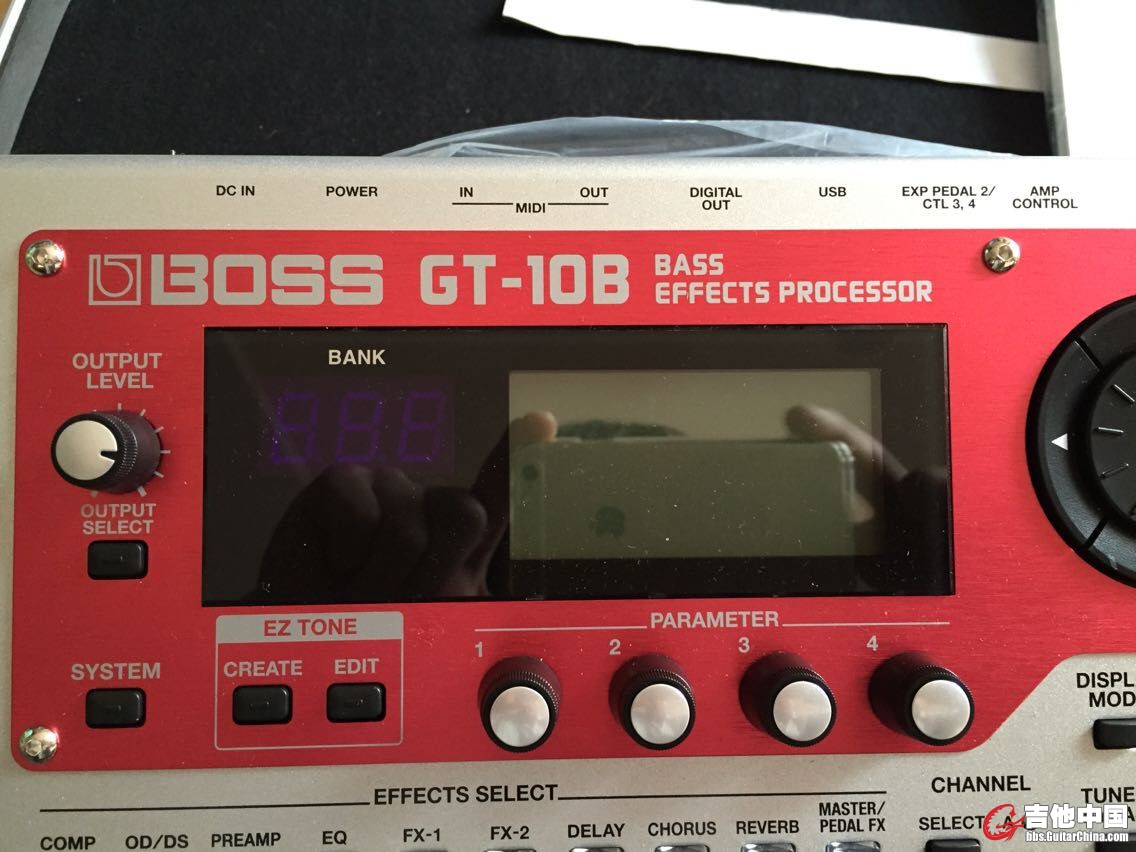 DC IN
POWER
IN
OUT
MIDI
DIGITAL
OUT
USB
EXP PEDAL 2/
CTL 3, 4
AMP
CONTROL
BOSS GT-10B
BASS
EFFECTS PROCESSOR
OUTPUT
LEVEL
BANK
OUTPUT
SELECT
EZ TONE
CREATE
EDIT
SYSTEM
PARAMETER
1
2
3
4
DISPL
MOD
EFFECTS SELECT
COMP
OD/DS
PREAMP
EQ
FX-1
FX-2
DELAY
CHORUS
REVERB
MASTER/
PEDAL FX
CHANNEL
SELECT
TUNE
吉他中国
bbs.GuitarChina.com